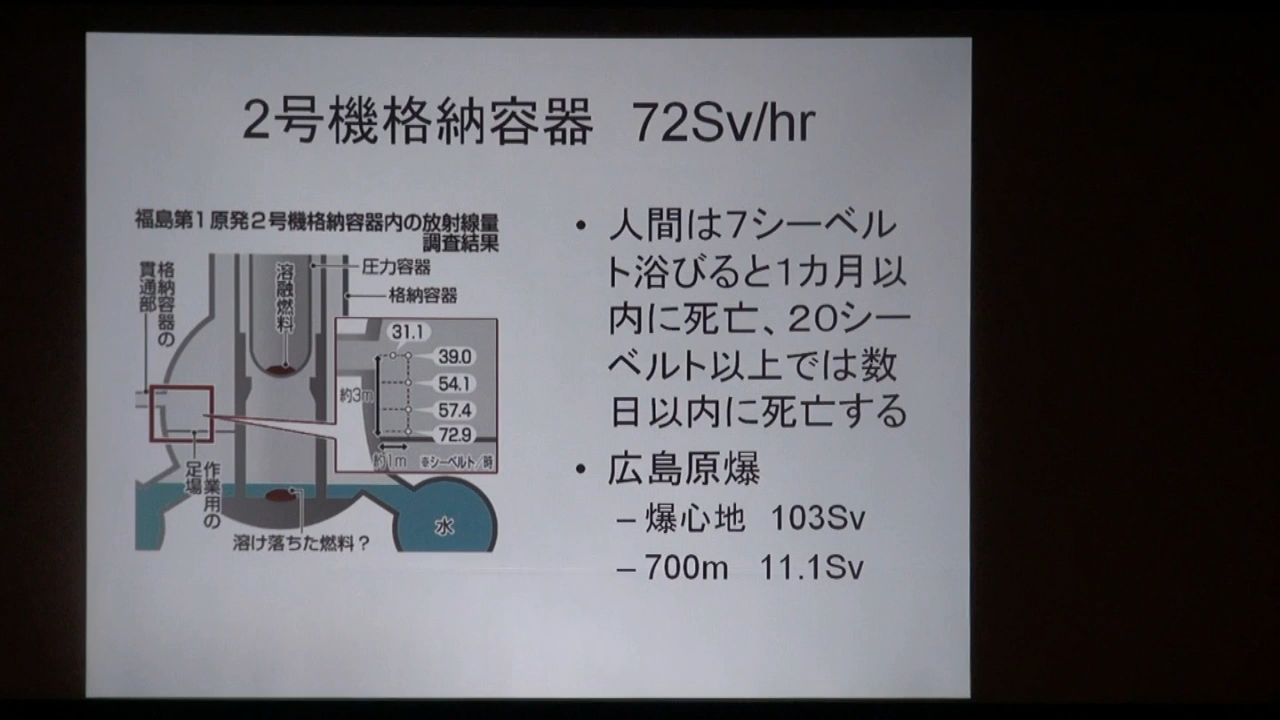 2号機格納容器　72Sv/hr
福島第1原発2号機格納容器内の放射線量
調査結果
格納容器の
貫通部
溶融燃料
圧力容器
格納容器
31.1
39.0
54.1
57.4
72.9
約3m
約1m
※シーベルト/時
作業用の
足場
水
溶け落ちた燃料？
• 人間は7シーベル
ト浴びると1カ月以
内に死亡、20シー
ベルト以上では数
日以内に死亡する
• 広島原爆
– 爆心地　103Sv
– 700m　11.1Sv